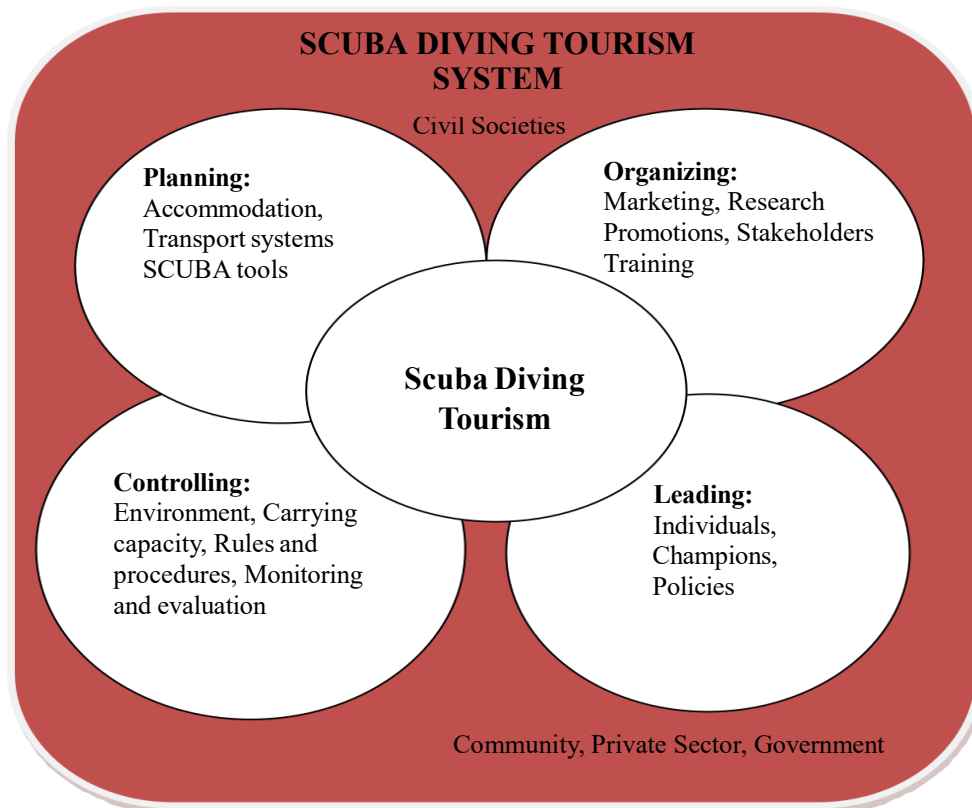 SCUBA DIVING TOURISM
SYSTEM
Civil Societies
Planning:
Accommodation,
Transport systems
SCUBA tools
Organizing:
Marketing, Research
Promotions, Stakeholders
Training
Scuba Diving
Tourism
Controlling:
Environment, Carrying
capacity, Rules and
procedures, Monitoring
and evaluation
Leading:
Individuals,
Champions,
Policies
Community, Private Sector, Government